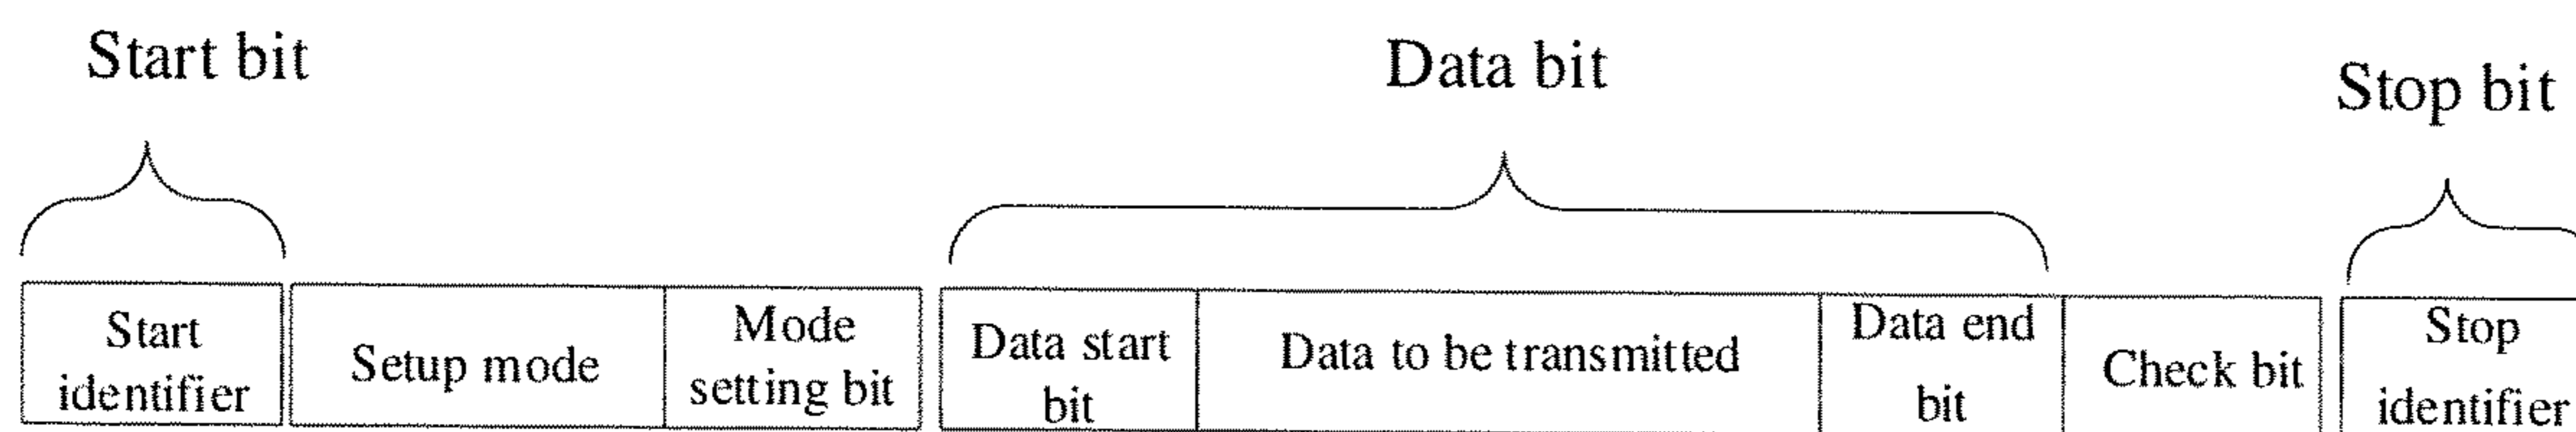 Start bit
Data bit
Stop bit
Start
identifier
Setup mode
Mode
setting bit
Data start
bit
Data to be transmitted
Data end
bit
Check bit
Stop
identifier